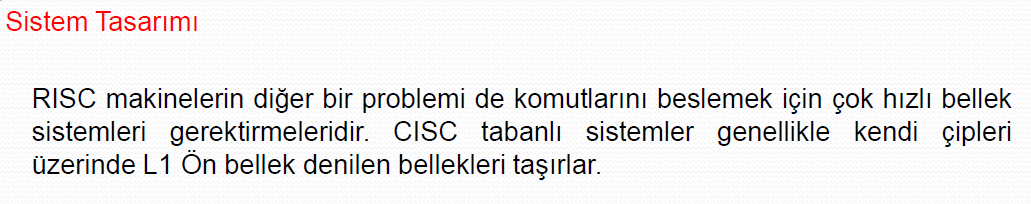 Sistem Tasarımı
RISC makinelerin diğer bir problemi de komutlarını beslemek için çok hızlı bellek
sistemleri gerektirmeleridir. CISC tabanlı sistemler genellikle kendi çipleri
üzerinde L1 Ön bellek denilen bellekleri taşırlar.